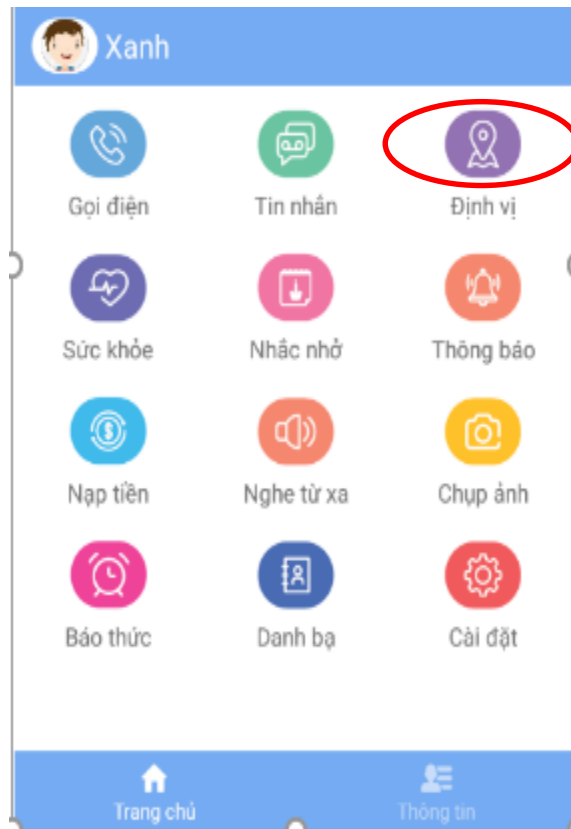 Xanh
Gọi điện
Tin nhắn
Định vị
Sức khỏe
Nhắc nhở
Thông báo
Nạp tiền
Nghe từ xa
Chụp ảnh
Báo thức
Danh bạ
Cài đặt
Trang chủ
Thông tin